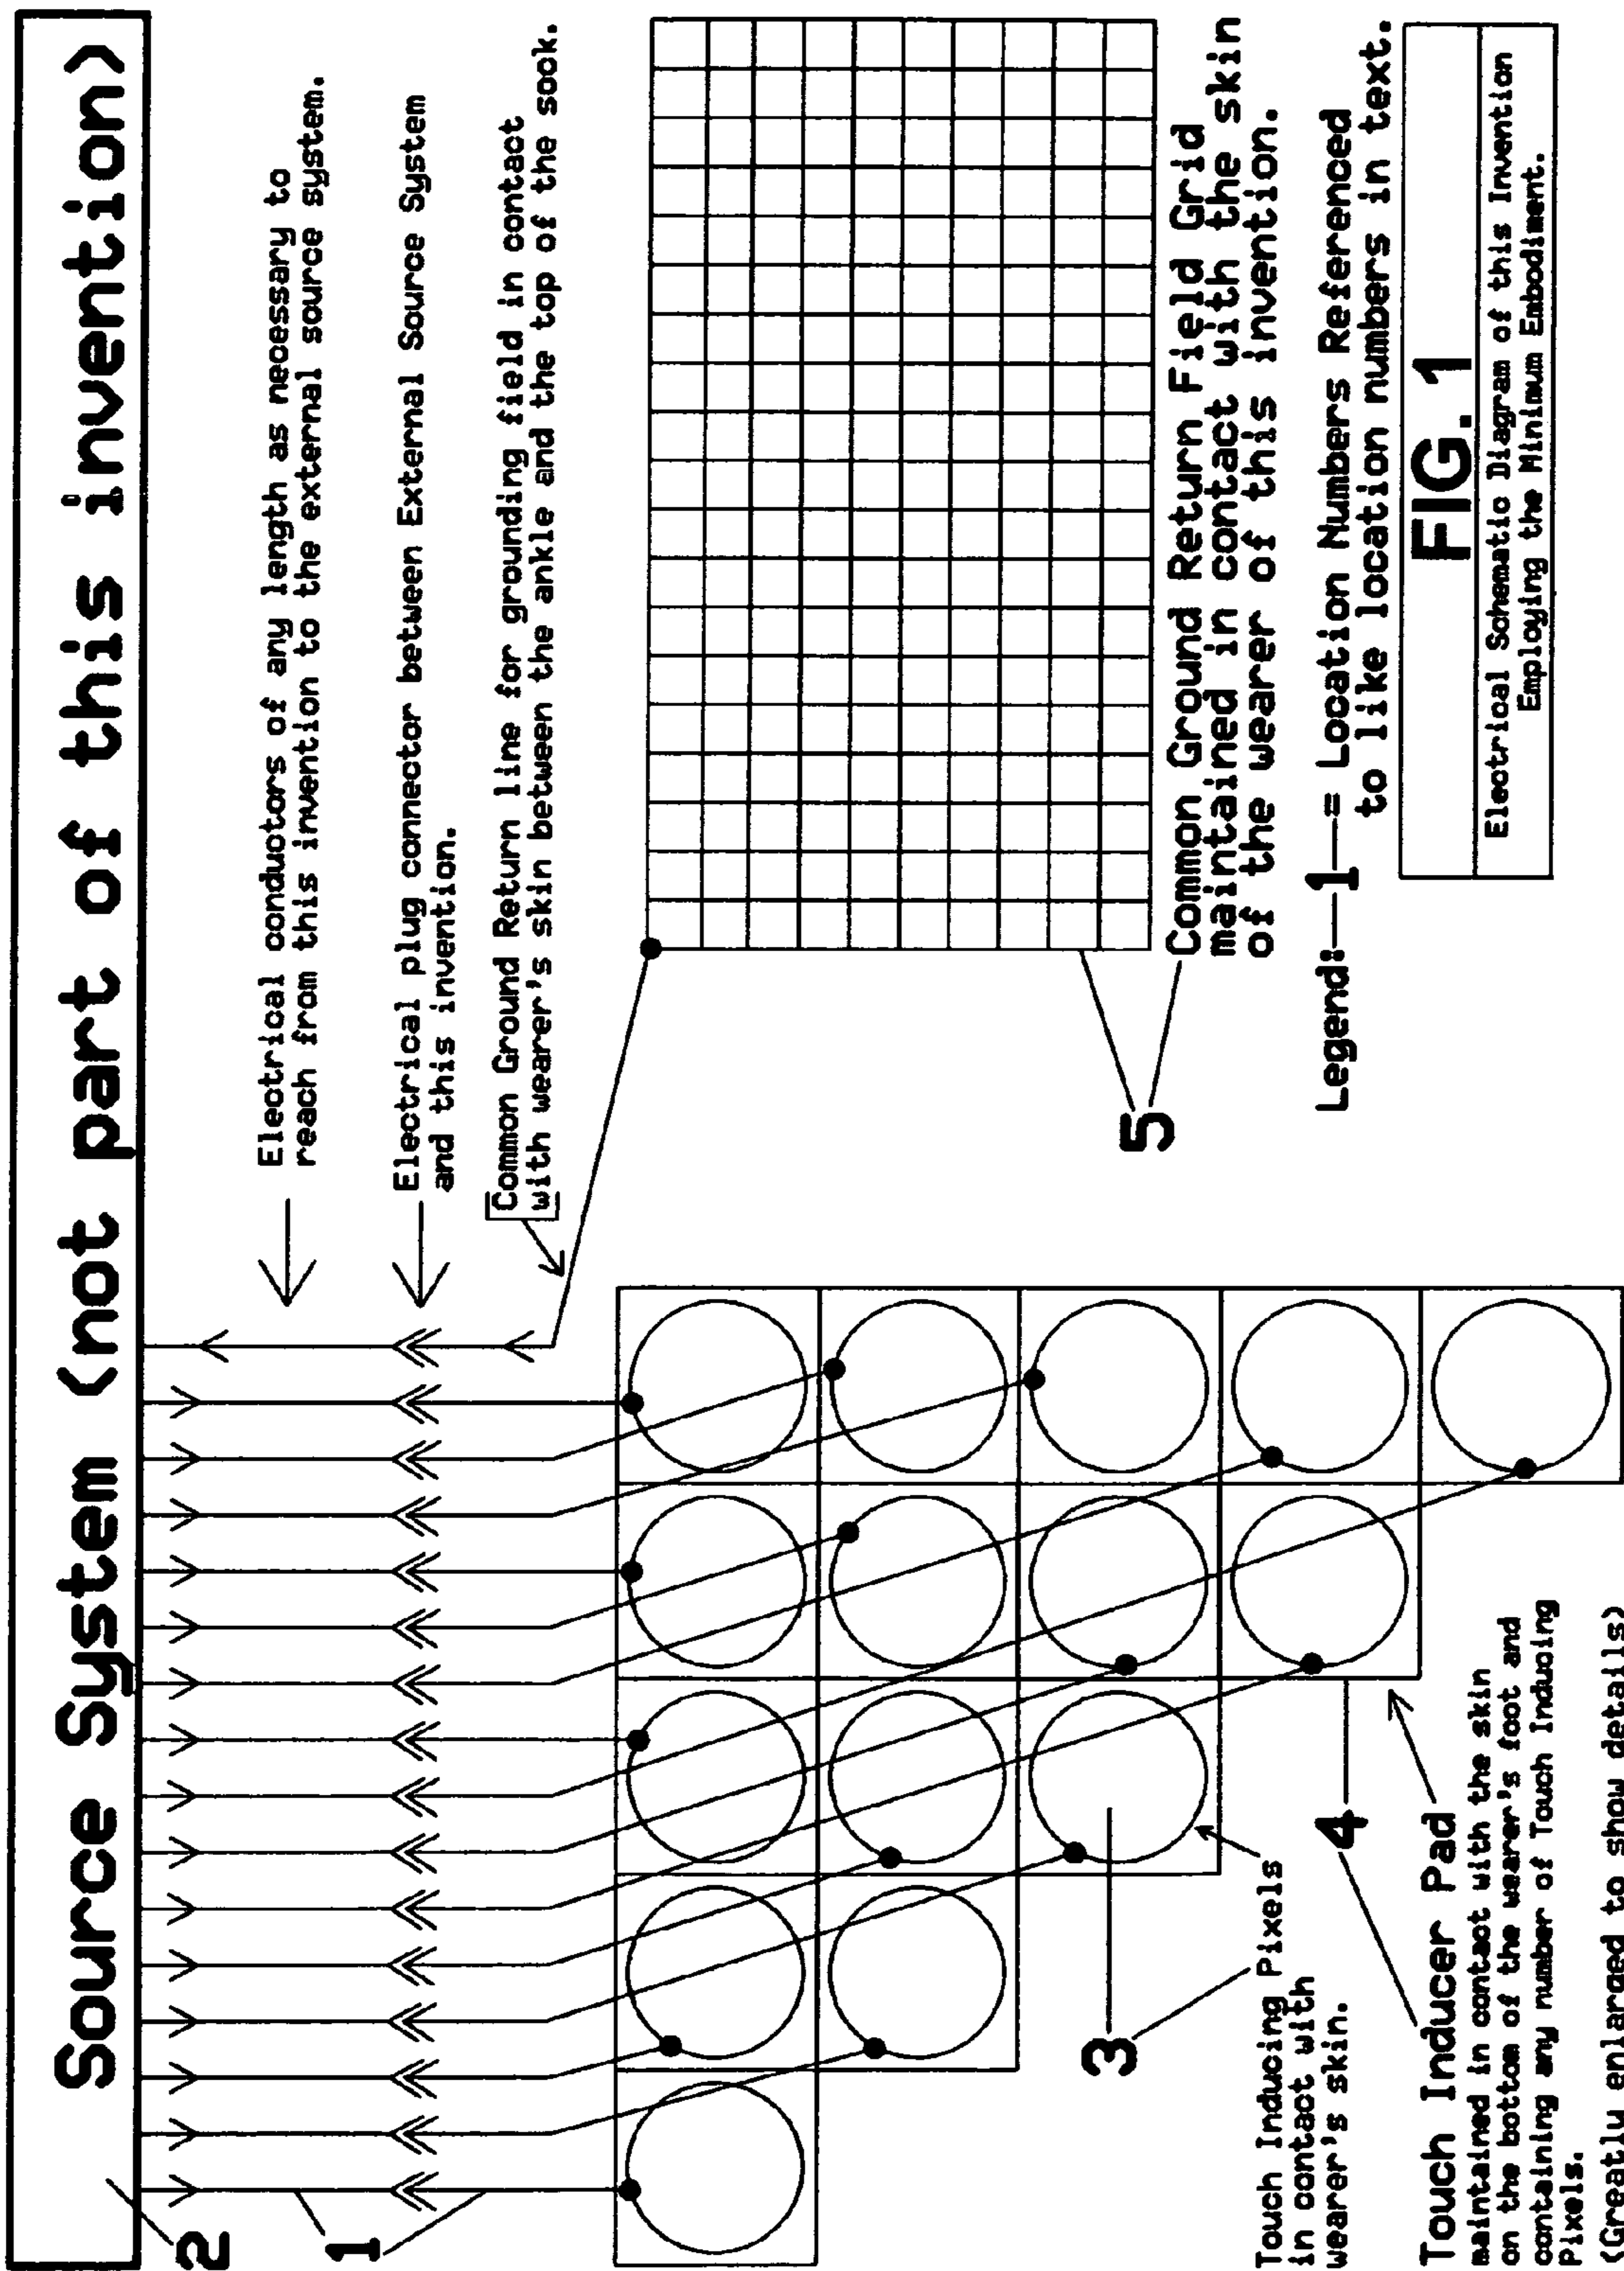 Source System (not part of this invention)
2
1
Electrical conductors of any length as necessary to
reach from this invention to the external source system.
Electrical plug connector between External Source System
and this invention.
Common Ground Return line for grounding field in contact
with wearer's skin between the ankle and the top of the sock.
Touch Inducing Pixels
in contact with
wearer's skin.
3
4
Touch Inducer Pad
maintained in contact with the skin
on the bottom of the wearer's foot and
containing any number of Touch Inducing
Pixels.
(Greatly enlarged to show details)
5
Common Ground Return Field Grid
maintained in contact with the skin
of the wearer of this invention.
Legend:—1—= Location Numbers Referenced
to like location numbers in text.
FIG. 1
Electrical Schematic Diagram of this Invention
Employing the Minimum Embodiment.